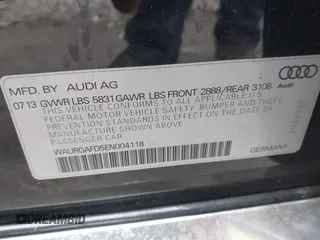 MFD. BY AUDI AG
Audi
07 13 GVWR LBS 5831 GAWR LBS FRONT 2888/REAR 3108
THIS VEHICLE CONFORMS TO ALL APPLICABLE
FEDERAL MOTOR VEHICLE SAFETY, BUMPER AND THEFT
PREVENTION STANDARDS IN EFFECT ON THE DATE OF
MANUFACTURE SHOWN ABOVE.
PASSENGER CAR
WAURGAFD5EN004118
GERMANY
DREAMBID